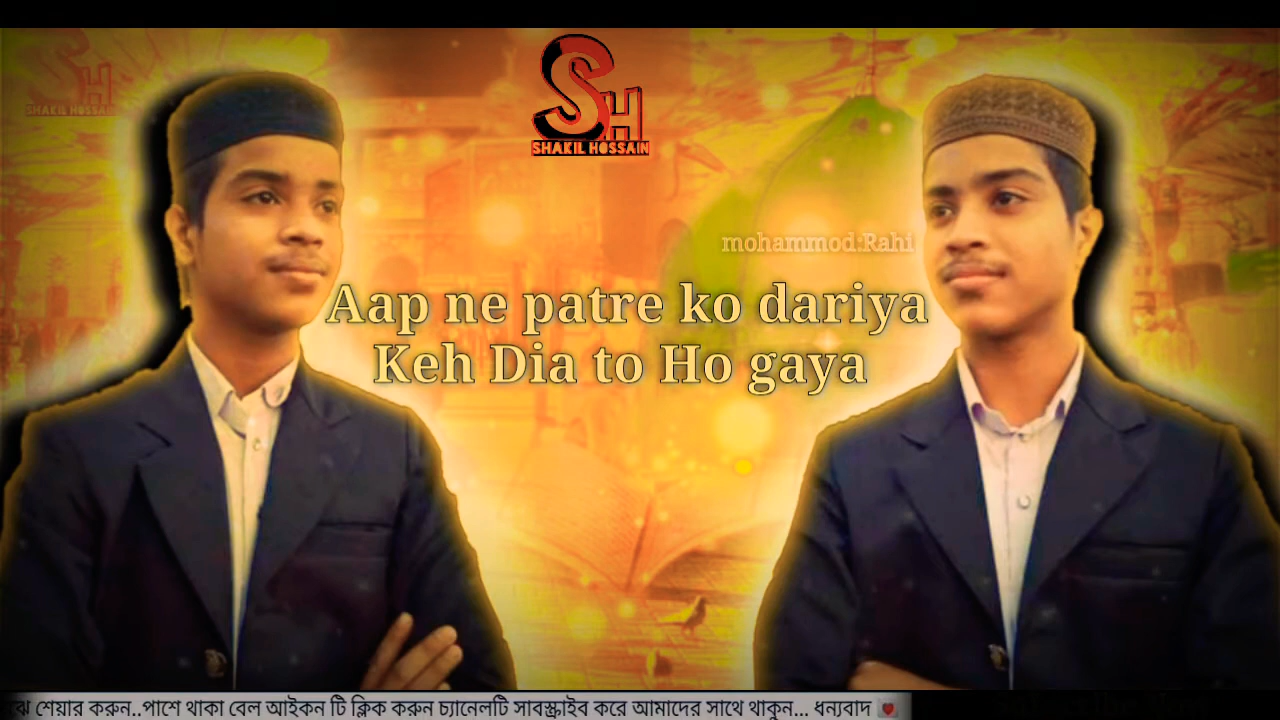 SH
SHAKIL HOSSAIN
SH
SHAKIL HOSSAIN
mohammod:Rahi
Aap ne patre ko dariya
Keh Dia to Ho gaya
শেয়ার করুন..পাশে থাকা বেল আইকন টি ক্লিক করুন চ্যানেলটি সাবস্ক্রাইব করে আমাদের সাথে থাকুন... ধন্যবাদ